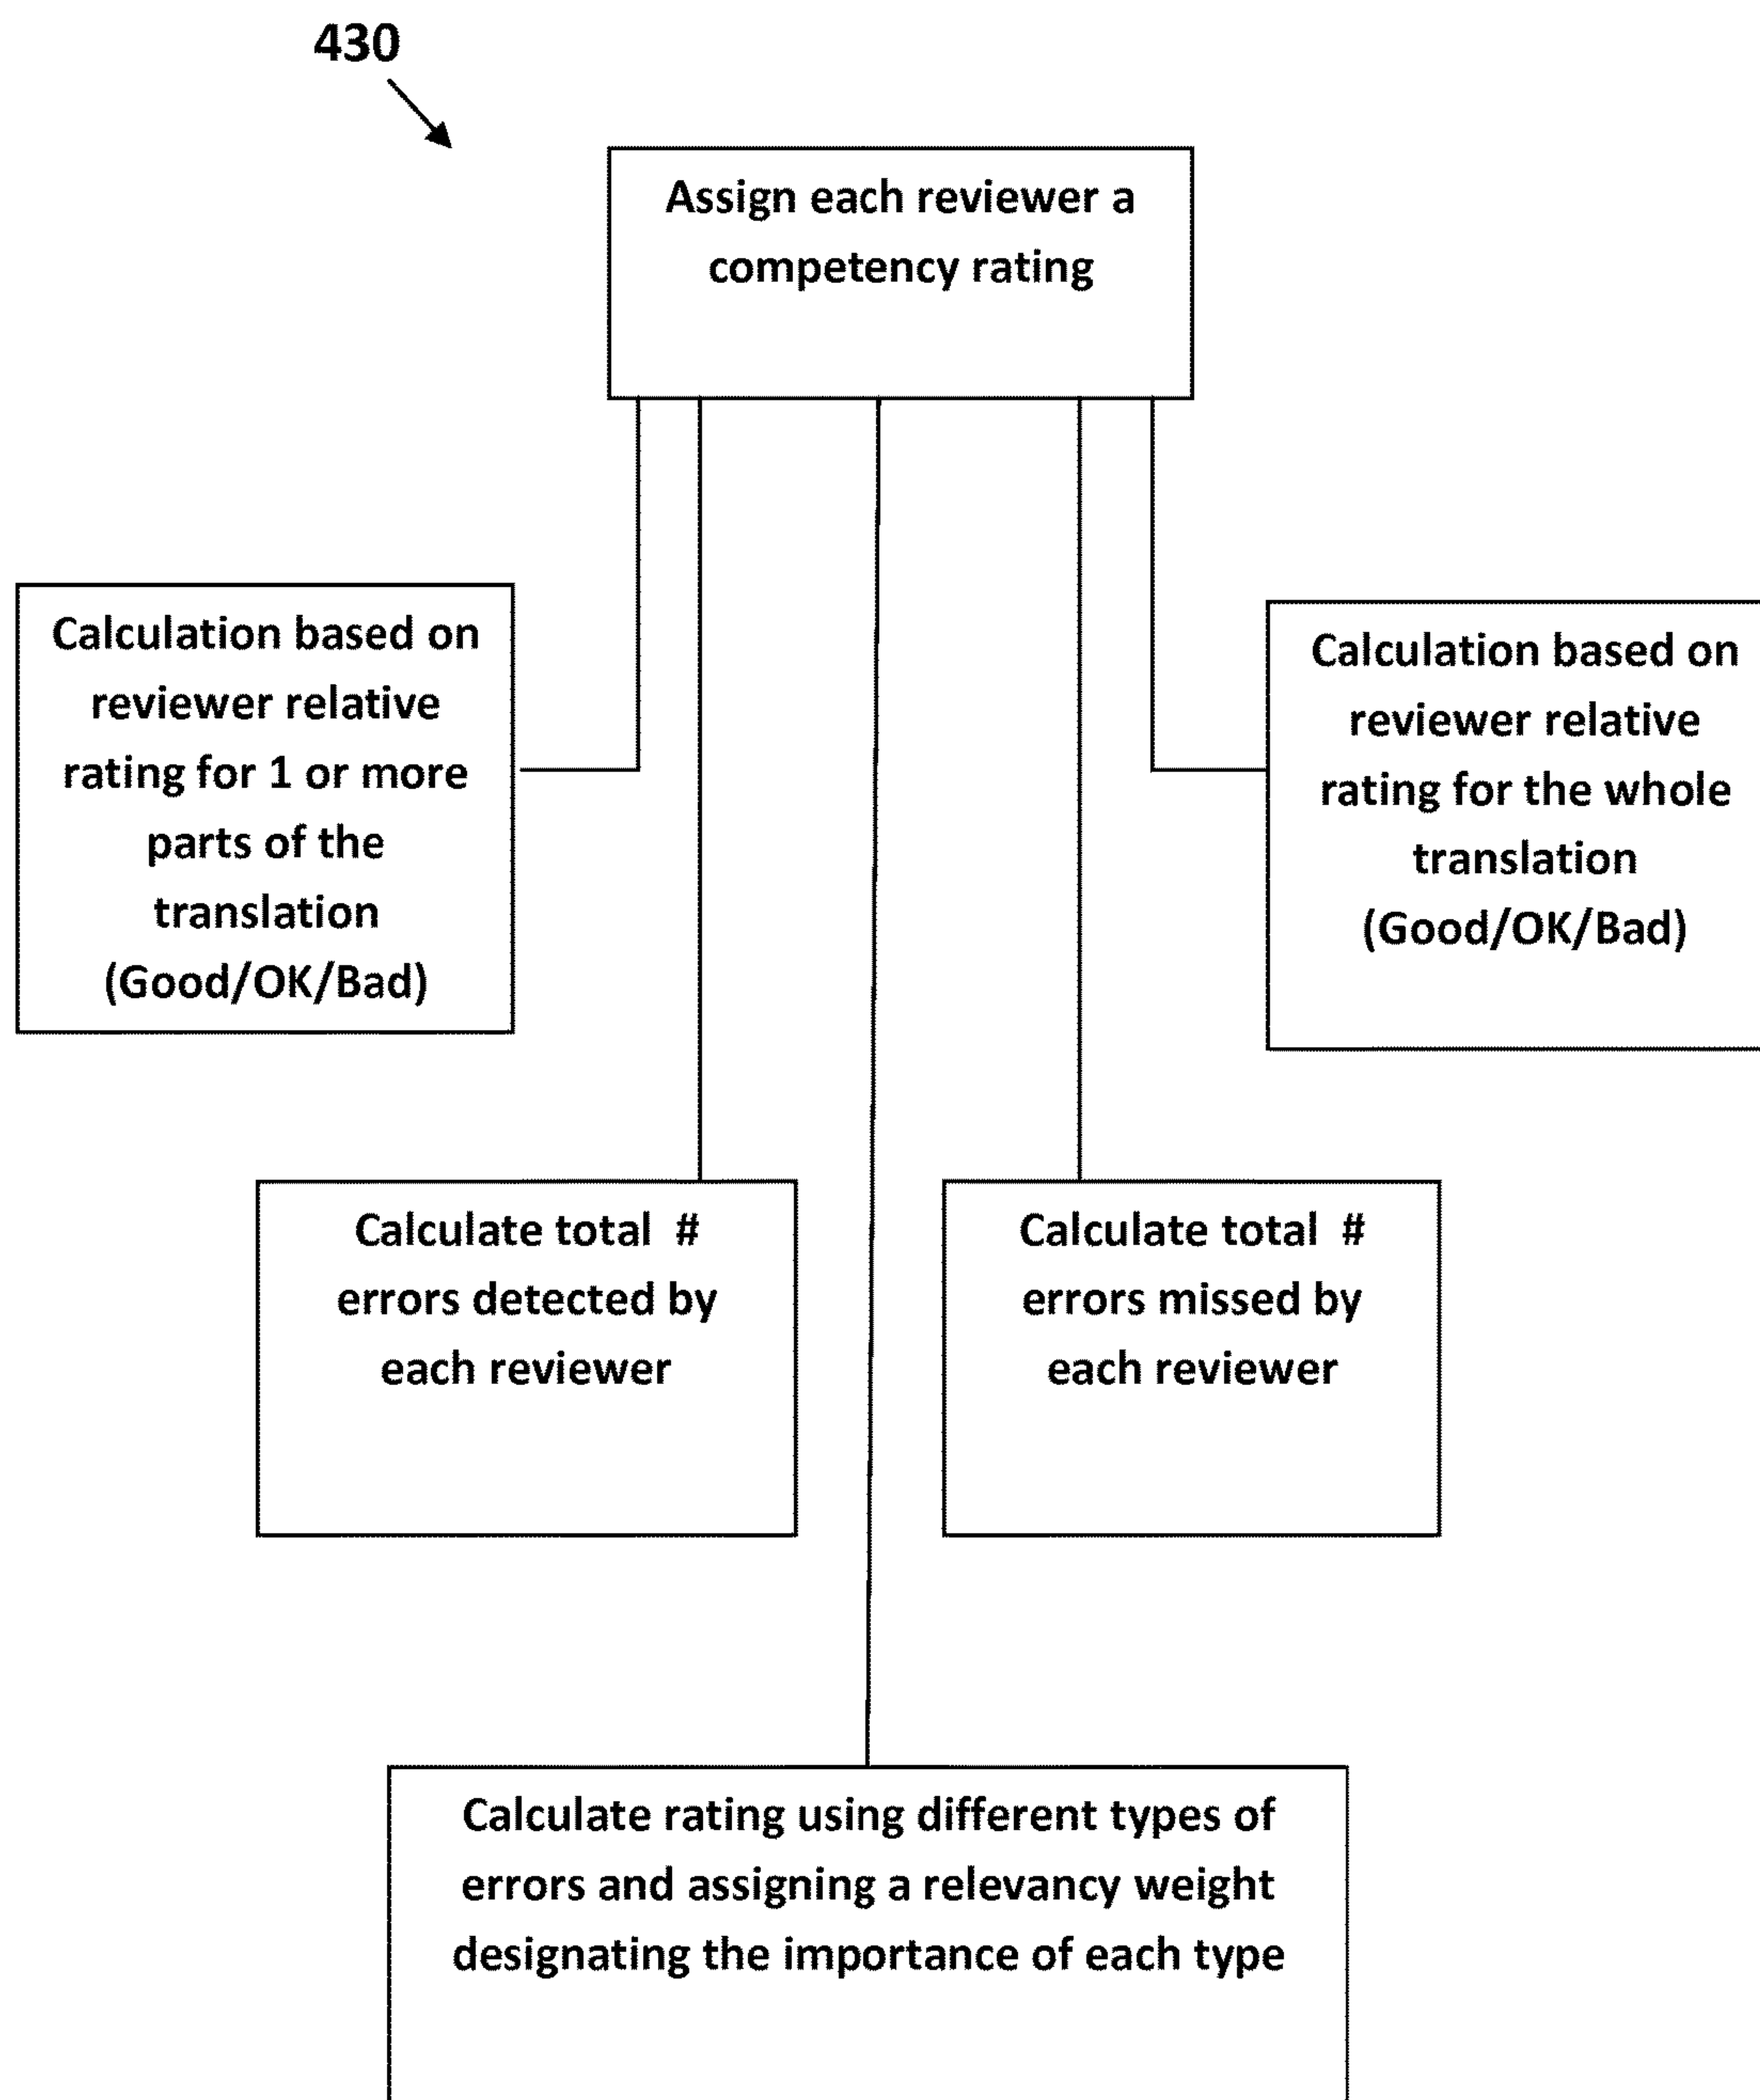 430
Assign each reviewer a
competency rating
Calculation based on
reviewer relative
rating for 1 or more
parts of the
translation
(Good/OK/Bad)
Calculation based on
reviewer relative
rating for the whole
translation
(Good/OK/Bad)
Calculate total  #
errors detected by
each reviewer
Calculate total  #
errors missed by
each reviewer
Calculate rating using different types of
errors and assigning a relevancy weight
designating the importance of each type